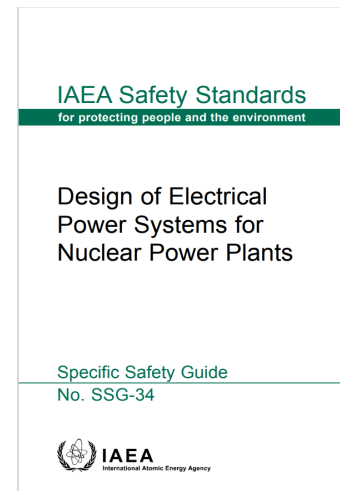 IAEA Safety Standards
for protecting people and the environment
Design of Electrical
Power Systems for
Nuclear Power Plants
Specific Safety Guide
No. SSG-34
IAEA
International Atomic Energy Agency